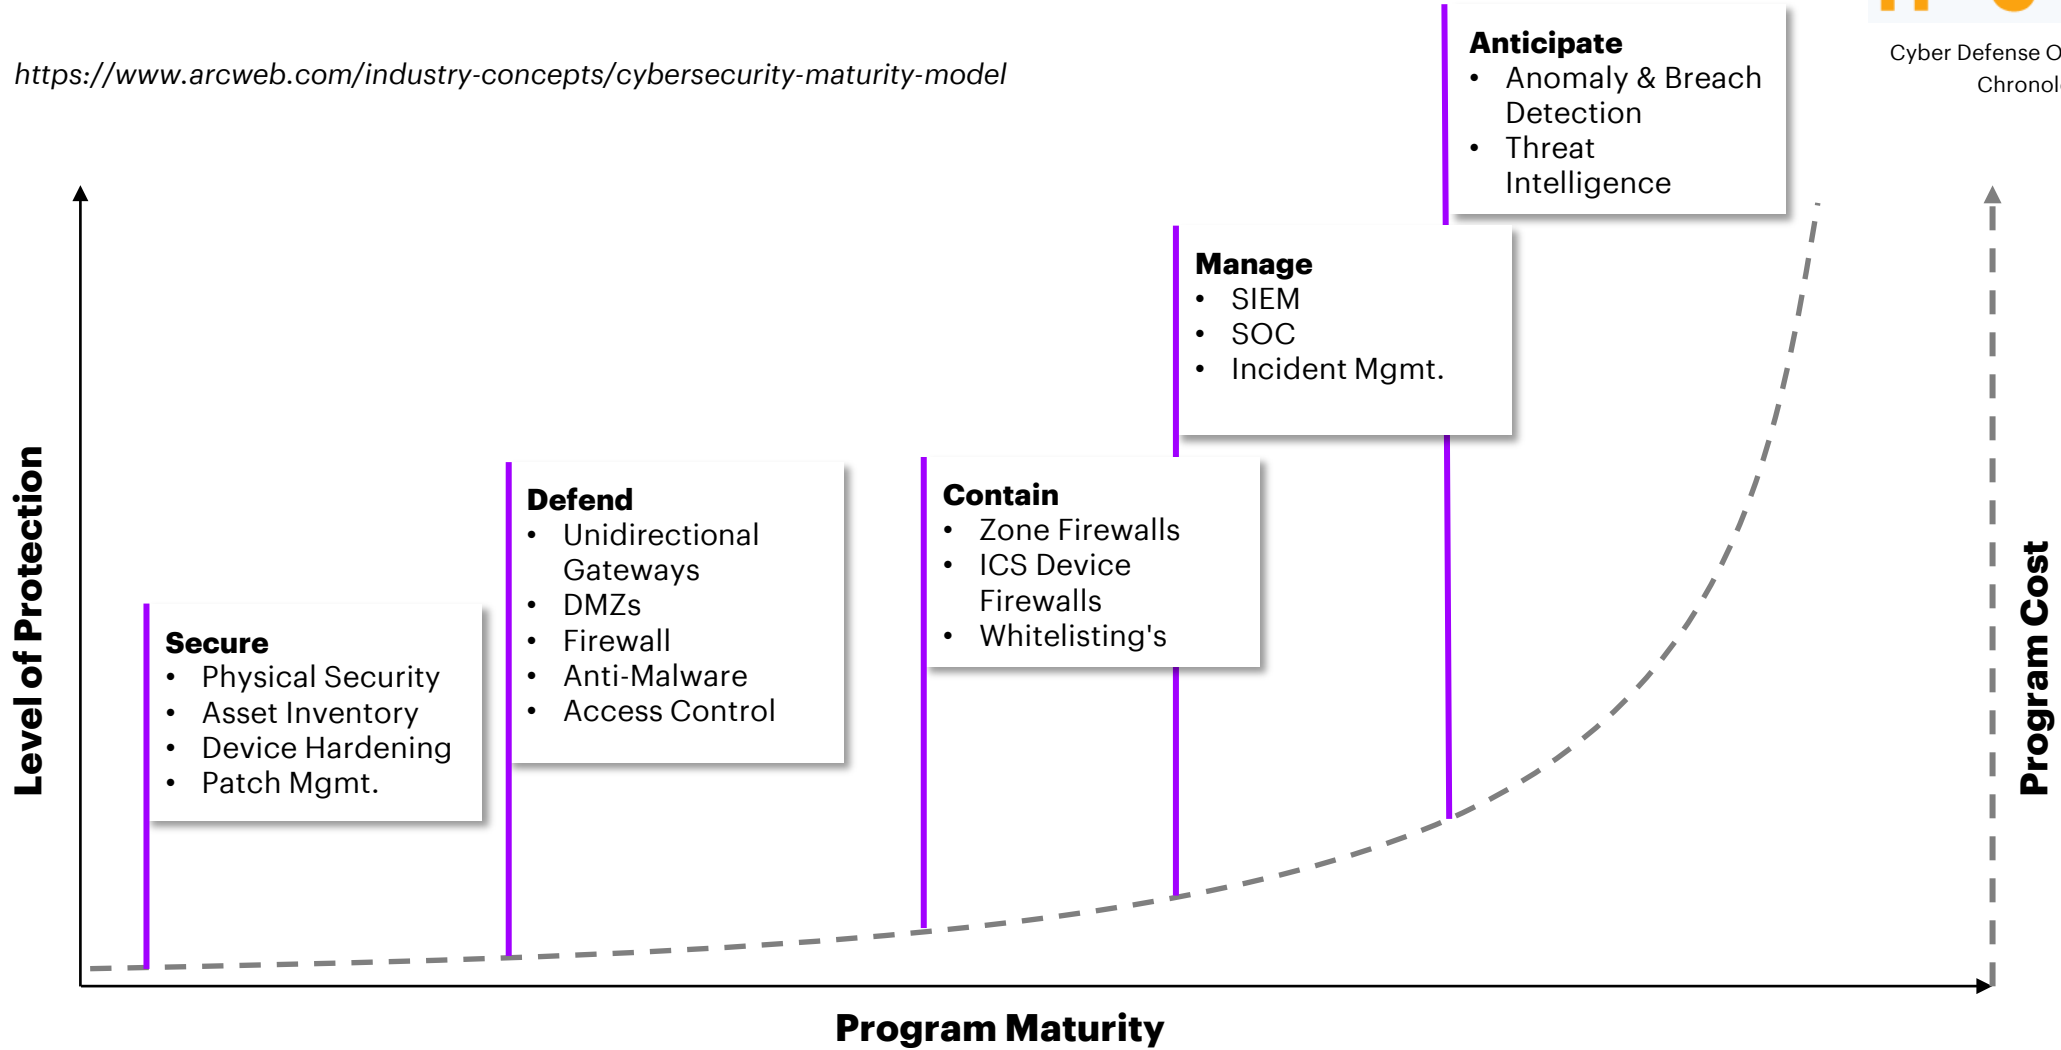 https://www.arcweb.com/industry-concepts/cybersecurity-maturity-model
Cyber Defense
Anticipate
• Anomaly & Breach
Detection
• Threat
Intelligence
Manage
• SIEM
• SOC
• Incident Mgmt.
Contain
• Zone Firewalls
• ICS Device
Firewalls
• Whitelisting's
Defend
• Unidirectional
Gateways
• DMZs
• Firewall
• Anti-Malware
• Access Control
Secure
• Physical Security
• Asset Inventory
• Device Hardening
• Patch Mgmt.
Level of Protection
Program Cost
Program Maturity